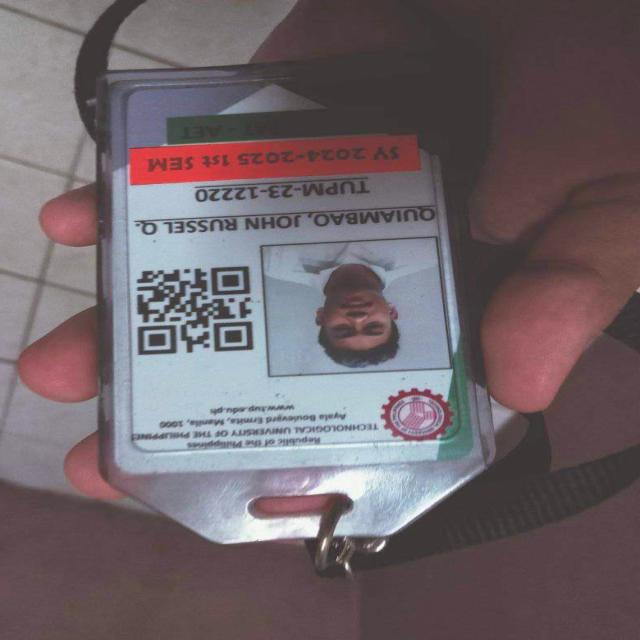 Republic of the Philippines
TECHNOLOGICAL UNIVERSITY OF THE PHILIPPINES
Ayala Boulevard Ermita, Manila, 1000
www.tup.edu.ph
QUIAMBAO, JOHN RUSSEL Q.
TUPM-23-12220
SY 2024-2025 1st SEM
AET